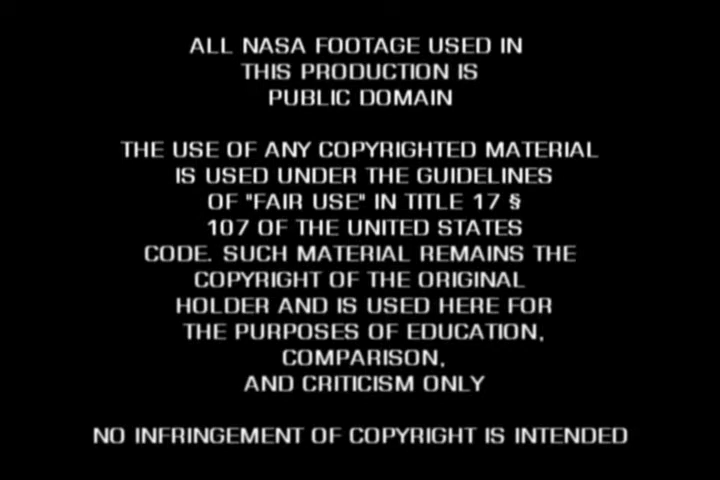 ALL NASA FOOTAGE USED IN
THIS PRODUCTION IS
PUBLIC DOMAIN
THE USE OF ANY COPYRIGHTED MATERIAL
IS USED UNDER THE GUIDELINES
OF "FAIR USE" IN TITLE 17 §
107 OF THE UNITED STATES
CODE. SUCH MATERIAL REMAINS THE
COPYRIGHT OF THE ORIGINAL
HOLDER AND IS USED HERE FOR
THE PURPOSES OF EDUCATION,
COMPARISON,
AND CRITICISM ONLY
NO INFRINGEMENT OF COPYRIGHT IS INTENDED